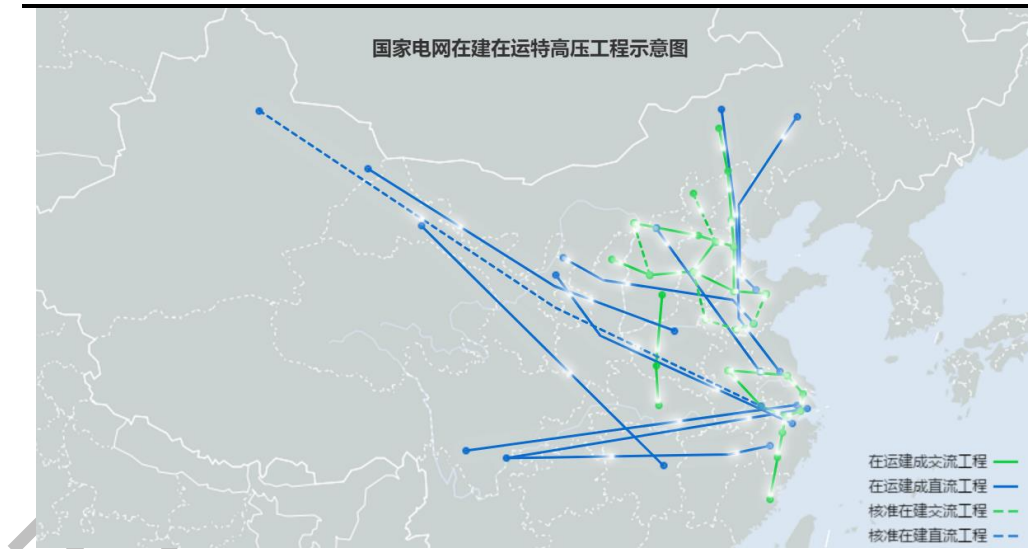 国家电网在建在运特高压工程示意图
在运建成交流工程
在运建成直流工程
核准在建交流工程
核准在建直流工程